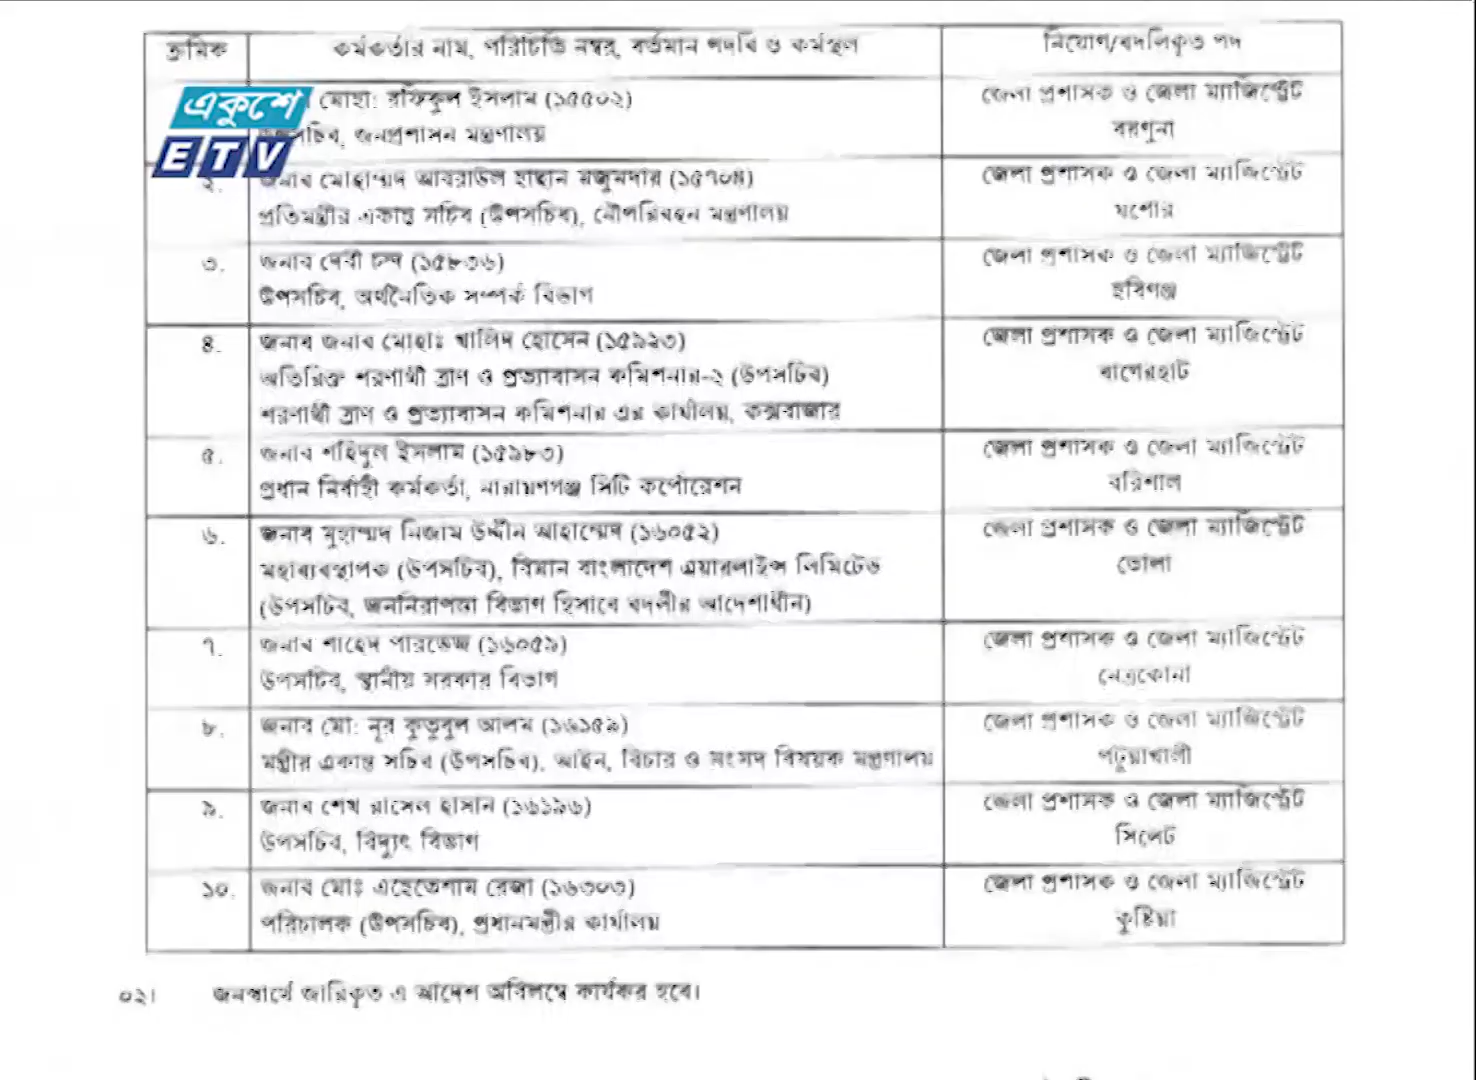 ক্রমিক
কর্মকর্তার নাম, পরিচিতি নম্বর, বর্তমান পদবি ও কর্মস্থল
নিয়োগ/বদলিকৃত পদ
একুশে
ETV
মোহা: রফিকুল ইসলাম (১৫৫০২)
উপসচিব, জনপ্রশাসন মন্ত্রণালয়
জেলা প্রশাসক ও জেলা ম্যাজিস্ট্রেট
বরগুনা
২.
জনাব মোহাম্মদ আবরাউল হাছান মজুমদার (১৫৭০৪)
প্রতিমন্ত্রীর একান্ত সচিব (উপসচিব), নৌপরিবহন মন্ত্রণালয়
জেলা প্রশাসক ও জেলা ম্যাজিস্ট্রেট
যশোর
৩.
জনাব দেবী চন্দ (১৫৮৩৬)
উপসচিব, অর্থনৈতিক সম্পর্ক বিভাগ
জেলা প্রশাসক ও জেলা ম্যাজিস্ট্রেট
হবিগঞ্জ
৪.
জনাব জনাব মোহাঃ খালিদ হোসেন (১৫৯২৩)
অতিরিক্ত শরণার্থী ত্রাণ ও প্রত্যাবাসন কমিশনার-২ (উপসচিব)
শরণার্থী ত্রাণ ও প্রত্যাবাসন কমিশনার এর কার্যালয়, কক্সবাজার
জেলা প্রশাসক ও জেলা ম্যাজিস্ট্রেট
বাগেরহাট
৫.
জনাব শহিদুল ইসলাম (১৫৯৮৩)
প্রধান নির্বাহী কর্মকর্তা, নারায়ণগঞ্জ সিটি কর্পোরেশন
জেলা প্রশাসক ও জেলা ম্যাজিস্ট্রেট
বরিশাল
৬.
জনাব মুহাম্মদ নিজাম উদ্দীন আহাম্মেদ (১৬০৫২)
মহাব্যবস্থাপক (উপসচিব), বিমান বাংলাদেশ এয়ারলাইন্স লিমিটেড
(উপসচিব, জননিরাপত্তা বিভাগ হিসাবে বদলীর আদেশাধীন)
জেলা প্রশাসক ও জেলা ম্যাজিস্ট্রেট
ভোলা
৭.
জনাব শাহেদ পারভেজ (১৬০৫৯)
উপসচিব, স্থানীয় সরকার বিভাগ
জেলা প্রশাসক ও জেলা ম্যাজিস্ট্রেট
নেত্রকোনা
৮.
জনাব মো: নূর কুতুবুল আলম (১৬১৫৯)
মন্ত্রীর একান্ত সচিব (উপসচিব), আইন, বিচার ও সংসদ বিষয়ক মন্ত্রণালয়
জেলা প্রশাসক ও জেলা ম্যাজিস্ট্রেট
পটুয়াখালী
৯.
জনাব শেখ রাসেল হাসান (১৬১৯৬)
উপসচিব, বিদ্যুৎ বিভাগ
জেলা প্রশাসক ও জেলা ম্যাজিস্ট্রেট
সিলেট
১০.
জনাব মোঃ এহেতেশাম রেজা (১৬৩০৩)
পরিচালক (উপসচিব), প্রধানমন্ত্রীর কার্যালয়
জেলা প্রশাসক ও জেলা ম্যাজিস্ট্রেট
কুষ্টিয়া
০২। জনস্বার্থে জারিকৃত এ আদেশ অবিলম্বে কার্যকর হবে।